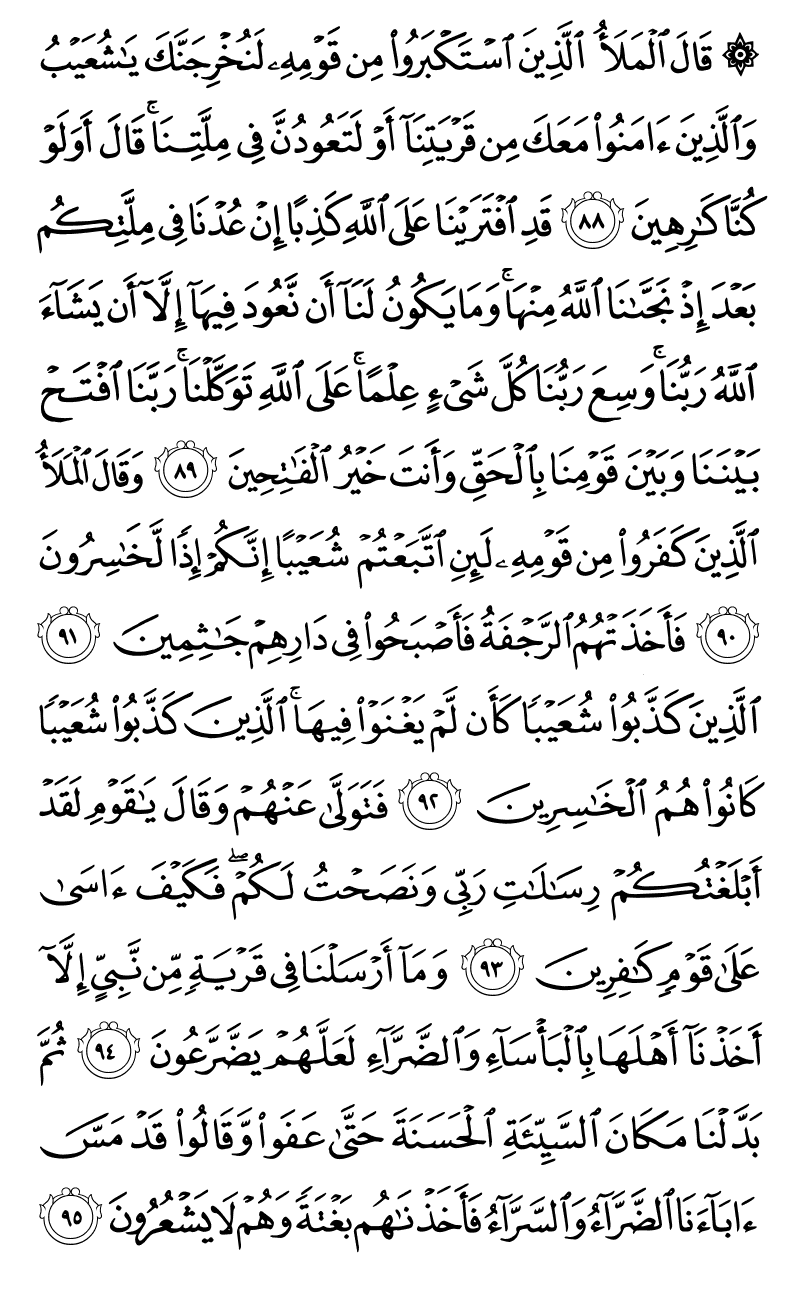 ۞ قَالَ ٱلۡمَلَأُ ٱلَّذِينَ ٱسۡتَكۡبَرُواْ مِن قَوۡمِهِۦ لَنُخۡرِجَنَّكَ يَٰشُعَيۡبُ
وَٱلَّذِينَ ءَامَنُواْ مَعَكَ مِن قَرۡيَتِنَآ أَوۡ لَتَعُودُنَّ فِي مِلَّتِنَاۚ قَالَ أَوَلَوۡ
كُنَّا كَٰرِهِينَ ٨٨ قَدِ ٱفۡتَرَيۡنَا عَلَى ٱللَّهِ كَذِبًا إِنۡ عُدۡنَا فِي مِلَّتِكُم
بَعۡدَ إِذۡ نَجَّىٰنَا ٱللَّهُ مِنۡهَاۚ وَمَا يَكُونُ لَنَآ أَن نَّعُودَ فِيهَآ إِلَّآ أَن يَشَآءَ
ٱللَّهُ رَبُّنَاۚ وَسِعَ رَبُّنَا كُلَّ شَيۡءٍ عِلۡمًاۚ عَلَى ٱللَّهِ تَوَكَّلۡنَاۚ رَبَّنَا ٱفۡتَحۡ
بَيۡنَنَا وَبَيۡنَ قَوۡمِنَا بِٱلۡحَقِّ وَأَنتَ خَيۡرُ ٱلۡفَٰتِحِينَ ٨٩ وَقَالَ ٱلۡمَلَأُ
ٱلَّذِينَ كَفَرُواْ مِن قَوۡمِهِۦ لَئِنِ ٱتَّبَعۡتُمۡ شُعَيۡبًا إِنَّكُمۡ إِذٗا لَّخَٰسِرُونَ
٩٠ فَأَخَذَتۡهُمُ ٱلرَّجۡفَةُ فَأَصۡبَحُواْ فِي دَارِهِمۡ جَٰثِمِينَ ٩١
ٱلَّذِينَ كَذَّبُواْ شُعَيۡبٗا كَأَن لَّمۡ يَغۡنَوۡاْ فِيهَاۚ ٱلَّذِينَ كَذَّبُواْ شُعَيۡبٗا
كَانُواْ هُمُ ٱلۡخَٰسِرِينَ ٩٢ فَتَوَلَّىٰ عَنۡهُمۡ وَقَالَ يَٰقَوۡمِ لَقَدۡ
أَبۡلَغۡتُكُمۡ رِسَٰلَٰتِ رَبِّي وَنَصَحۡتُ لَكُمۡۖ فَكَيۡفَ ءَاسَىٰ
عَلَىٰ قَوۡمٖ كَٰفِرِينَ ٩٣ وَمَآ أَرۡسَلۡنَا فِي قَرۡيَةٖ مِّن نَّبِيٍّ إِلَّآ
أَخَذۡنَآ أَهۡلَهَا بِٱلۡبَأۡسَآءِ وَٱلضَّرَّآءِ لَعَلَّهُمۡ يَضَّرَّعُونَ ٩٤ ثُمَّ
بَدَّلۡنَا مَكَانَ ٱلسَّيِّئَةِ ٱلۡحَسَنَةَ حَتَّىٰ عَفَواْ وَّقَالُواْ قَدۡ مَسَّ
ءَابَآءَنَا ٱلضَّرَّآءُ وَٱلسَّرَّآءُ فَأَخَذۡنَٰهُم بَغۡتَةٗ وَهُمۡ لَا يَشۡعُرُونَ ٩٥